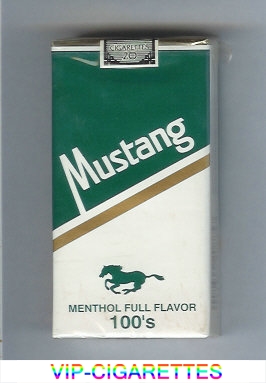 CIGARETTES
20
Mustang
MENTHOL FULL FLAVOR
100's
VIP-CIGARETTES